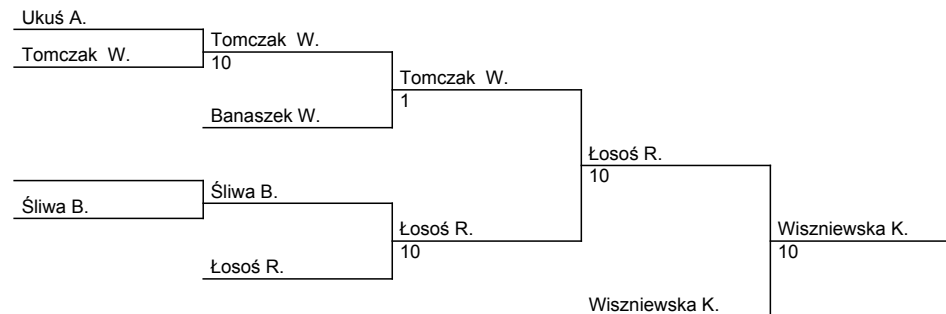 Ukuś A.
Tomczak W.
Tomczak W.
10
Banaszek W.
Tomczak W.
1
Śliwa B.
Śliwa B.
Łosoś R.
Łosoś R.
10
Łosoś R.
10
Wiszniewska K.
Wiszniewska K.
10